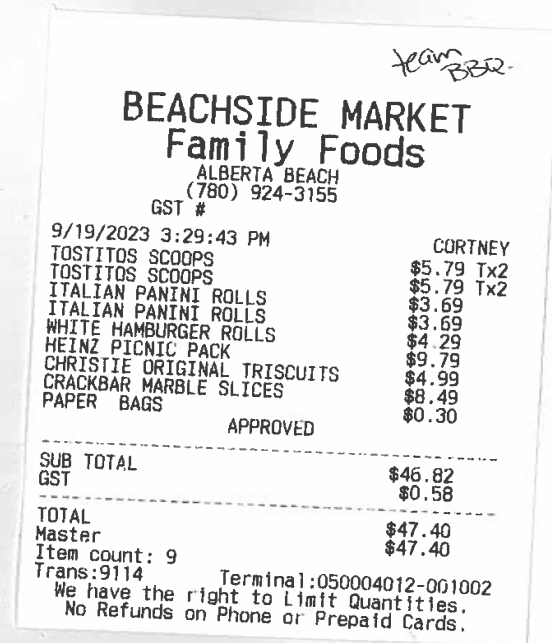 team
BBQ.
BEACHSIDE MARKET
Family Foods
ALBERTA BEACH
(780) 924-3155
GST #
9/19/2023 3:29:43 PM CORTNEY
TOSTITOS SCOOPS $5.79 Tx2
TOSTITOS SCOOPS $5.79 Tx2
ITALIAN PANINI ROLLS $3.69
ITALIAN PANINI ROLLS $3.69
WHITE HAMBURGER ROLLS $4.29
HEINZ PICNIC PACK $9.79
CHRISTIE ORIGINAL TRISCUITS $4.99
CRACKBAR MARBLE SLICES $8.49
PAPER BAGS $0.30
APPROVED
SUB TOTAL $46.82
GST $0.58
TOTAL $47.40
Master $47.40
Item count: 9
Trans:9114 Terminal:050004012-001002
We have the right to Limit Quantities.
No Refunds on Phone or Prepaid Cards.